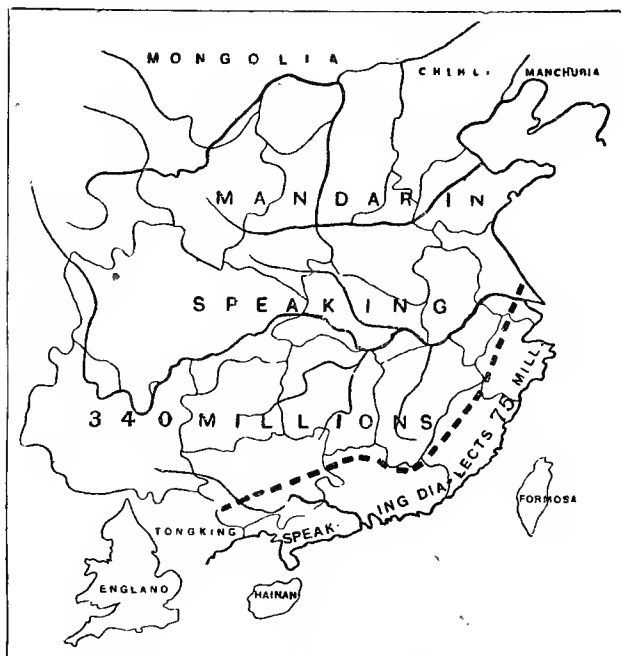 MONGOLIA
CHIHLI
MANCHURIA
MANDARIN
SPEAKING
340 MILLIONS
SPEAKING DIALECTS 75 MILL
FORMOSA
TONGKING
ENGLAND
HAINAN